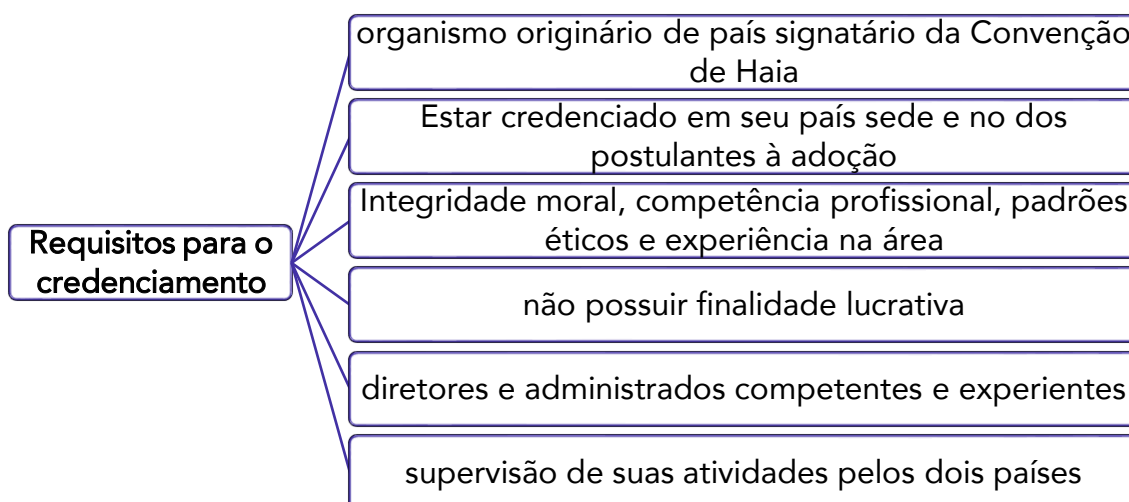 organismo originário de país signatário da Convenção
de Haia
Estar credenciado em seu país sede e no dos
postulantes à adoção
Integridade moral, competência profissional, padrões
éticos e experiência na área
Requisitos para o
credenciamento
não possuir finalidade lucrativa
diretores e administrados competentes e experientes
supervisão de suas atividades pelos dois países